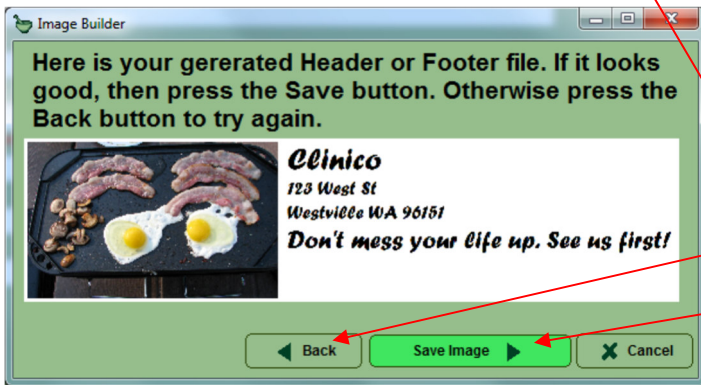 Image Builder
Here is your gererated Header or Footer file. If it looks
good, then press the Save button. Otherwise press the
Back button to try again.
Clinico
123 West St
Westville WA 96151
Don't mess your life up. See us first!
Back
Save Image
Cancel